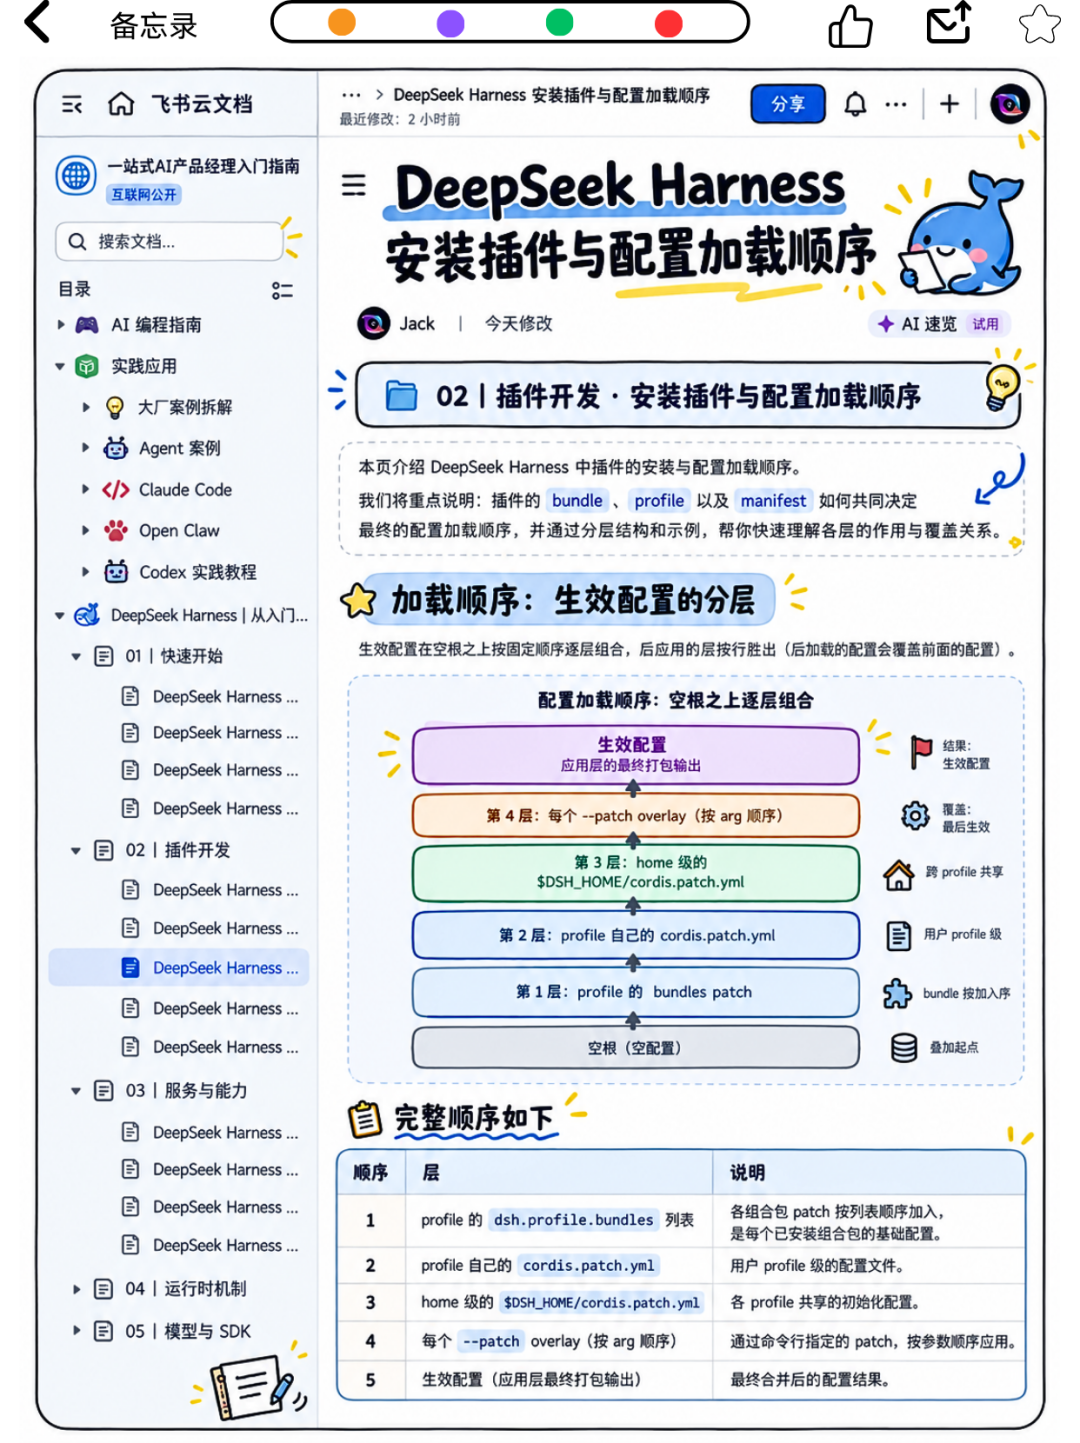 备忘录
飞书云文档
··· > DeepSeek Harness 安装插件与配置加载顺序
最近修改：2 小时前
分享
一站式AI产品经理入门指南
互联网公开
搜索文档...
目录
AI 编程指南
实践应用
大厂案例拆解
Agent 案例
Claude Code
Open Claw
Codex 实践教程
DeepSeek Harness | 从入门...
01 | 快速开始
DeepSeek Harness ...
DeepSeek Harness ...
DeepSeek Harness ...
DeepSeek Harness ...
02 | 插件开发
DeepSeek Harness ...
DeepSeek Harness ...
DeepSeek Harness ...
DeepSeek Harness ...
DeepSeek Harness ...
03 | 服务与能力
DeepSeek Harness ...
DeepSeek Harness ...
DeepSeek Harness ...
DeepSeek Harness ...
04 | 运行时机制
05 | 模型与 SDK
DeepSeek Harness
安装插件与配置加载顺序
Jack | 今天修改
AI 速览 试用
02 | 插件开发 · 安装插件与配置加载顺序
本页介绍 DeepSeek Harness 中插件的安装与配置加载顺序。
我们将重点说明：插件的 bundle 、 profile 以及 manifest 如何共同决定
最终的配置加载顺序，并通过分层结构和示例，帮你快速理解各层的作用与覆盖关系。
加载顺序：生效配置的分层
生效配置在空根之上按固定顺序逐层组合，后应用的层按行胜出（后加载的配置会覆盖前面的配置）。
配置加载顺序：空根之上逐层组合
生效配置
应用层的最终打包输出
结果：
生效配置
第 4 层：每个 --patch overlay（按 arg 顺序）
覆盖：
最后生效
第 3 层：home 级的
$DSH_HOME/cordis.patch.yml
跨 profile 共享
第 2 层：profile 自己的 cordis.patch.yml
用户 profile 级
第 1 层：profile 的 bundles patch
bundle 按加入序
空根（空配置）
叠加起点
完整顺序如下
顺序 层 说明
1 profile 的 dsh.profile.bundles 列表 各组合包 patch 按列表顺序加入，
是每个已安装组合包的基础配置。
2 profile 自己的 cordis.patch.yml 用户 profile 级的配置文件。
3 home 级的 $DSH_HOME/cordis.patch.yml 各 profile 共享的初始化配置。
4 每个 --patch overlay（按 arg 顺序） 通过命令行指定的 patch，按参数顺序应用。
5 生效配置（应用层最终打包输出） 最终合并后的配置结果。